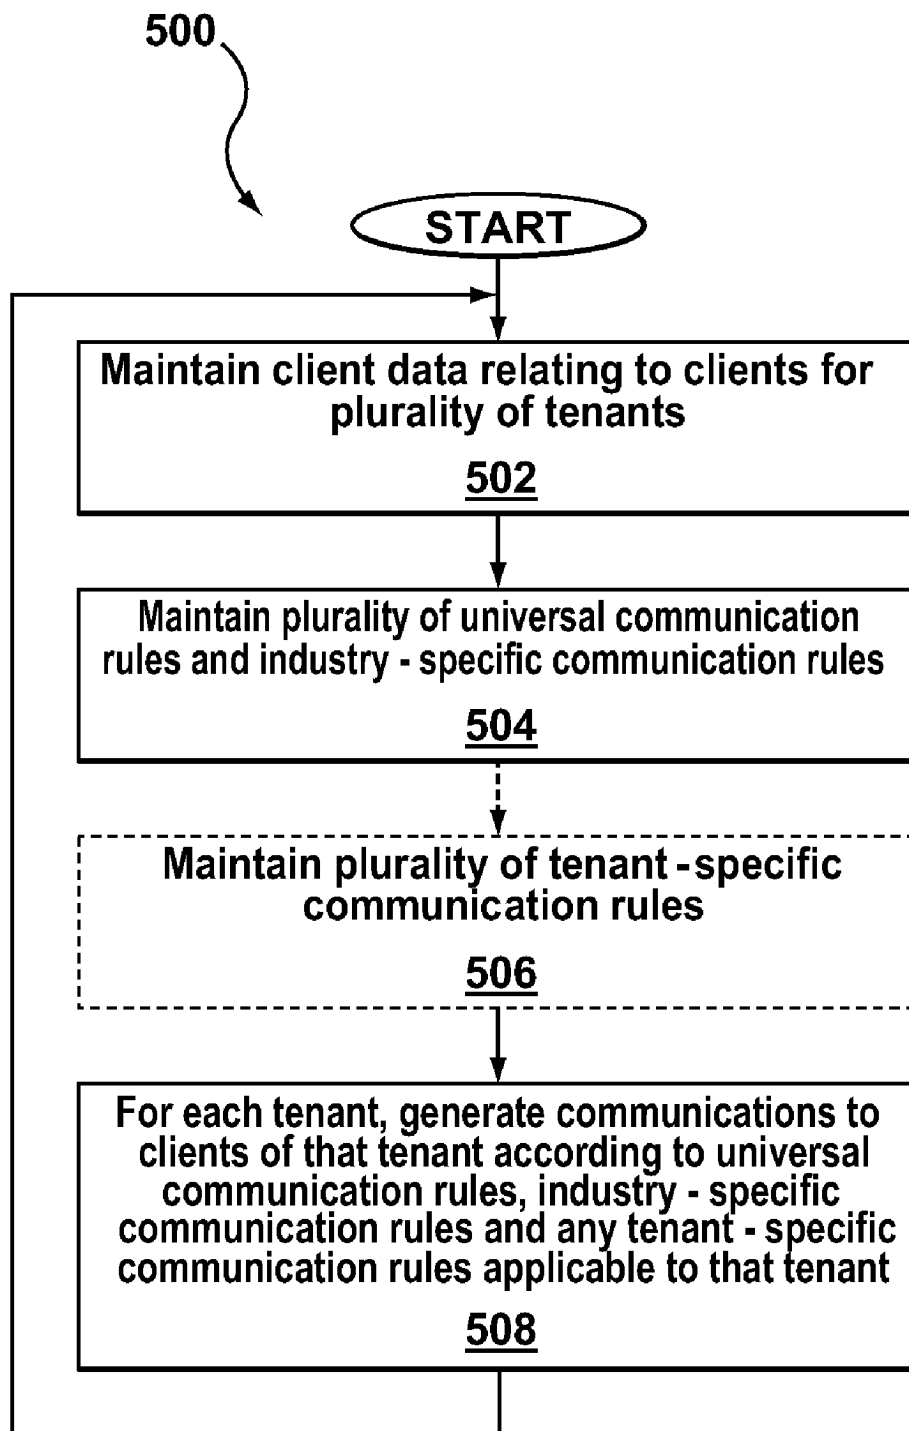 500
START
Maintain client data relating to clients for
plurality of tenants
502
Maintain plurality of universal communication
rules and industry - specific communication rules
504
Maintain plurality of tenant - specific
communication rules
506
For each tenant, generate communications to
clients of that tenant according to universal
communication rules, industry - specific
communication rules and any tenant - specific
communication rules applicable to that tenant
508